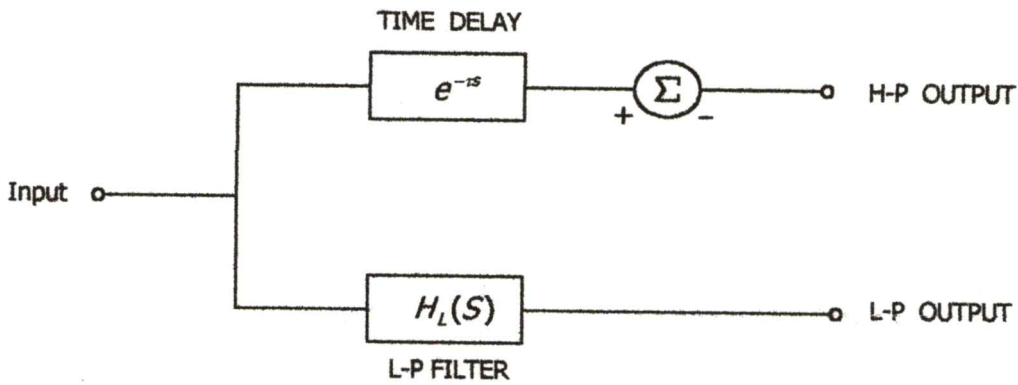 TIME DELAY
e^{-τs}
Σ
+ -
H-P OUTPUT
Input
H_L(S)
L-P OUTPUT
L-P FILTER